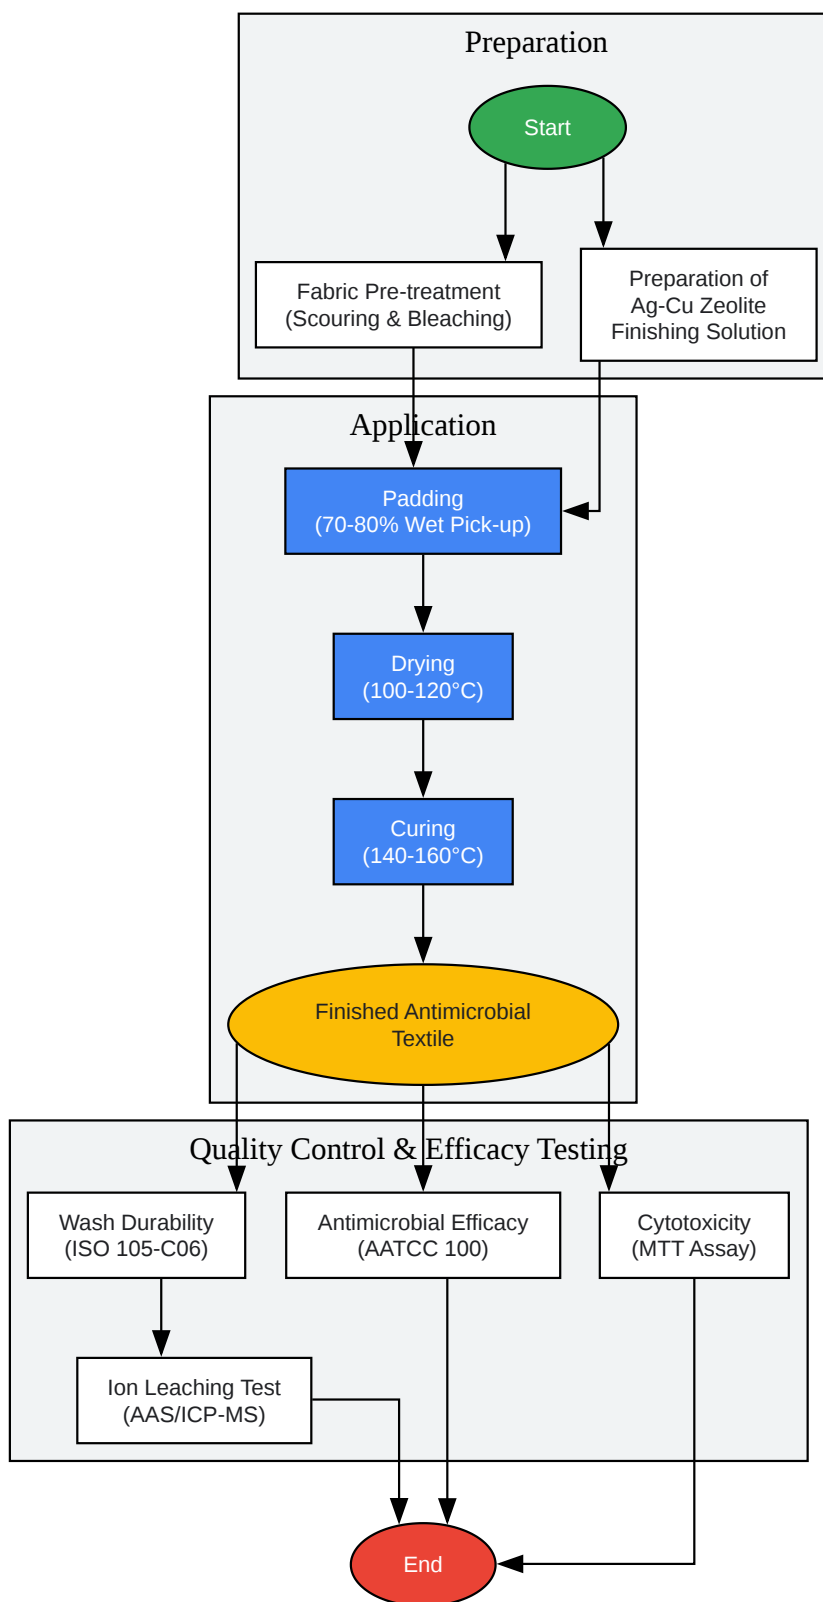 Preparation
Start
Fabric Pre-treatment
(Scouring & Bleaching)
Preparation of
Ag-Cu Zeolite
Finishing Solution
Application
Padding
(70-80% Wet Pick-up)
Drying
(100-120°C)
Curing
(140-160°C)
Finished Antimicrobial
Textile
Quality Control & Efficacy Testing
Wash Durability
(ISO 105-C06)
Antimicrobial Efficacy
(AATCC 100)
Cytotoxicity
(MTT Assay)
Ion Leaching Test
(AAS/ICP-MS)
End